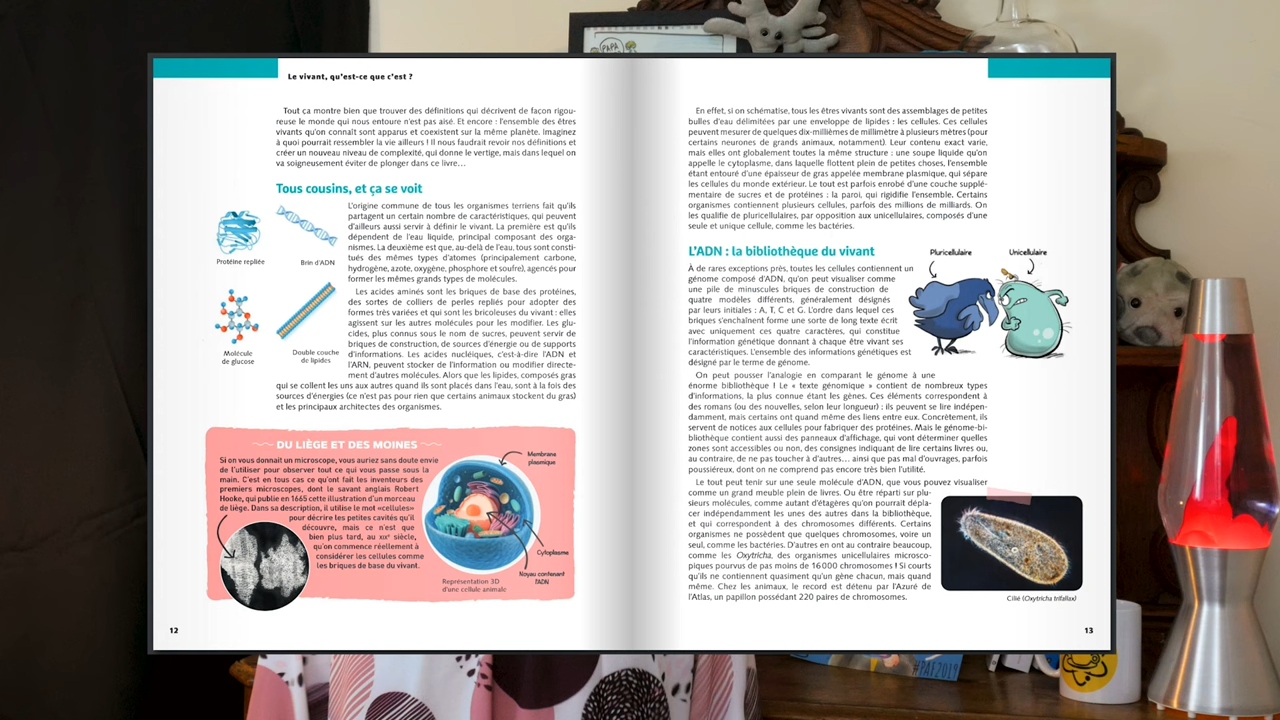 PAPA
Le vivant, qu'est-ce que c'est ?
Tout ça montre bien que trouver des définitions qui décrivent de façon rigou-
reuse le monde qui nous entoure n'est pas aisé. Et encore : l'ensemble des êtres
vivants qu'on connaît sont apparus et coexistent sur la même planète. Imaginez
à quoi pourrait ressembler la vie ailleurs ! Il nous faudrait revoir nos définitions et
créer un nouveau niveau de complexité, qui donne le vertige, mais dans lequel on
va soigneusement éviter de plonger dans ce livre...
Tous cousins, et ça se voit
L'origine commune de tous les organismes terriens fait qu'ils
partagent un certain nombre de caractéristiques, qui peuvent
d'ailleurs aussi servir à définir le vivant. La première est qu'ils
dépendent de l'eau liquide, principal composant des orga-
nismes. La deuxième est que, au-delà de l'eau, tous sont consti-
tués des mêmes types d'atomes (principalement carbone,
hydrogène, azote, oxygène, phosphore et soufre), agencés pour
former les mêmes grands types de molécules.
Les acides aminés sont les briques de base des protéines,
des sortes de colliers de perles repliés pour adopter des
formes très variées et qui sont les bricoleuses du vivant : elles
agissent sur les autres molécules pour les modifier. Les glu-
cides, plus connus sous le nom de sucres, peuvent servir de
briques de construction, de sources d'énergie ou de supports
d'informations. Les acides nucléiques, c'est-à-dire l'ADN et
l'ARN, peuvent stocker de l'information ou modifier directe-
ment d'autres molécules. Alors que les lipides, composés gras
qui se collent les uns aux autres quand ils sont placés dans l'eau, sont à la fois des
sources d'énergies (ce n'est pas pour rien que certains animaux stockent du gras)
et les principaux architectes des organismes.
Protéine repliée
Brin d'ADN
Molécule
de glucose
Double couche
de lipides
DU LIÈGE ET DES MOINES
Si on vous donnait un microscope, vous auriez sans doute envie
de l'utiliser pour observer tout ce qui vous passe sous la
main. C'est en tous cas ce qu'ont fait les inventeurs des
premiers microscopes, dont le savant anglais Robert
Hooke, qui publie en 1665 cette illustration d'un morceau
de liège. Dans sa description, il utilise le mot «cellules»
pour décrire les petites cavités qu'il
découvre, mais ce n'est que
bien plus tard, au XIXe siècle,
qu'on commence réellement à
considérer les cellules comme
les briques de base du vivant.
Membrane
plasmique
Cytoplasme
Noyau contenant
l'ADN
Représentation 3D
d'une cellule animale
12
En effet, si on schématise, tous les êtres vivants sont des assemblages de petites
bulles d'eau délimitées par une enveloppe de lipides : les cellules. Ces cellules
peuvent mesurer de quelques dix-millièmes de millimètre à plusieurs mètres (pour
certains neurones de grands animaux, notamment). Leur contenu exact varie,
mais elles ont globalement toutes la même structure : une soupe liquide qu'on
appelle le cytoplasme, dans laquelle flottent plein de petites choses, l'ensemble
étant entouré d'une épaisseur de gras appelée membrane plasmique, qui sépare
les cellules du monde extérieur. Le tout est parfois enrobé d'une couche supplé-
mentaire de sucres et de protéines : la paroi, qui rigidifie l'ensemble. Certains
organismes contiennent plusieurs cellules, parfois des millions de milliards. On
les qualifie de pluricellulaires, par opposition aux unicellulaires, composés d'une
seule et unique cellule, comme les bactéries.
L'ADN : la bibliothèque du vivant
À de rares exceptions près, toutes les cellules contiennent un
génome composé d'ADN, qu'on peut visualiser comme
une pile de minuscules briques de construction de
quatre modèles différents, généralement désignés
par leurs initiales : A, T, C et G. L'ordre dans lequel ces
briques s'enchaînent forme une sorte de long texte écrit
avec uniquement ces quatre caractères, qui constitue
l'information génétique donnant à chaque être vivant ses
caractéristiques. L'ensemble des informations génétiques est
désigné par le terme de génome.
Pluricellulaire
Unicellulaire
On peut pousser l'analogie en comparant le génome à une
énorme bibliothèque ! Le « texte génomique » contient de nombreux types
d'informations, la plus connue étant les gènes. Ces éléments correspondent à
des romans (ou des nouvelles, selon leur longueur) ; ils peuvent se lire indépen-
damment, mais certains ont quand même des liens entre eux. Concrètement, ils
servent de notices aux cellules pour fabriquer des protéines. Mais le génome-bi-
bliothèque contient aussi des panneaux d'affichage, qui vont déterminer quelles
zones sont accessibles ou non, des consignes indiquant de lire certains livres ou,
au contraire, de ne pas toucher à d'autres... ainsi que pas mal d'ouvrages, parfois
poussiéreux, dont on ne comprend pas encore très bien l'utilité.
Le tout peut tenir sur une seule molécule d'ADN, que vous pouvez visualiser
comme un grand meuble plein de livres. Ou être réparti sur plu-
sieurs molécules, comme autant d'étagères qu'on pourrait dépla-
cer indépendamment les unes des autres dans la bibliothèque,
et qui correspondent à des chromosomes différents. Certains
organisme ne possèdent que quelques chromosomes, voire un
seul, comme les bactéries. D'autres en ont au contraire beaucoup,
comme les Oxytricha, des organismes unicellulaires microsco-
piques pourvus de pas moins de 16000 chromosomes ! Si courts
qu'ils ne contiennent quasiment qu'un gène chacun, mais quand
même. Chez les animaux, le record est détenu par l'Azuré de
l'Atlas, un papillon possédant 220 paires de chromosomes.
Cilié (Oxytricha trifallax)
13
#PAF2019